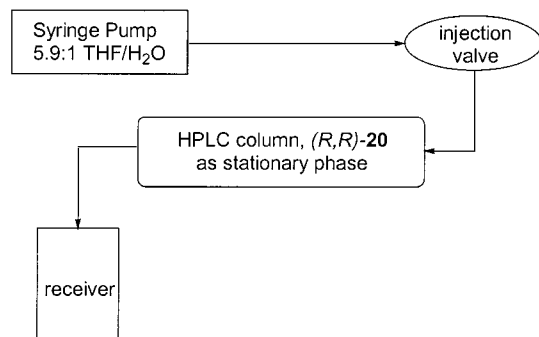 Syringe Pump
5.9:1 THF/H₂O
injection
valve
HPLC column, (R,R)-20
as stationary phase
receiver